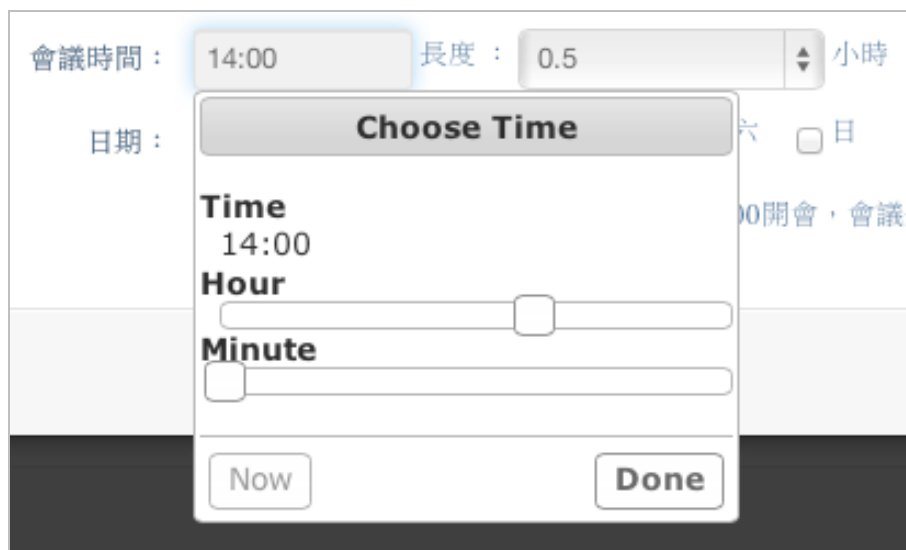 會議時間： 14:00 長度： 0.5 小時
日期： 六 日
00開會，會議
Choose Time
Time
14:00
Hour
Minute
Now Done